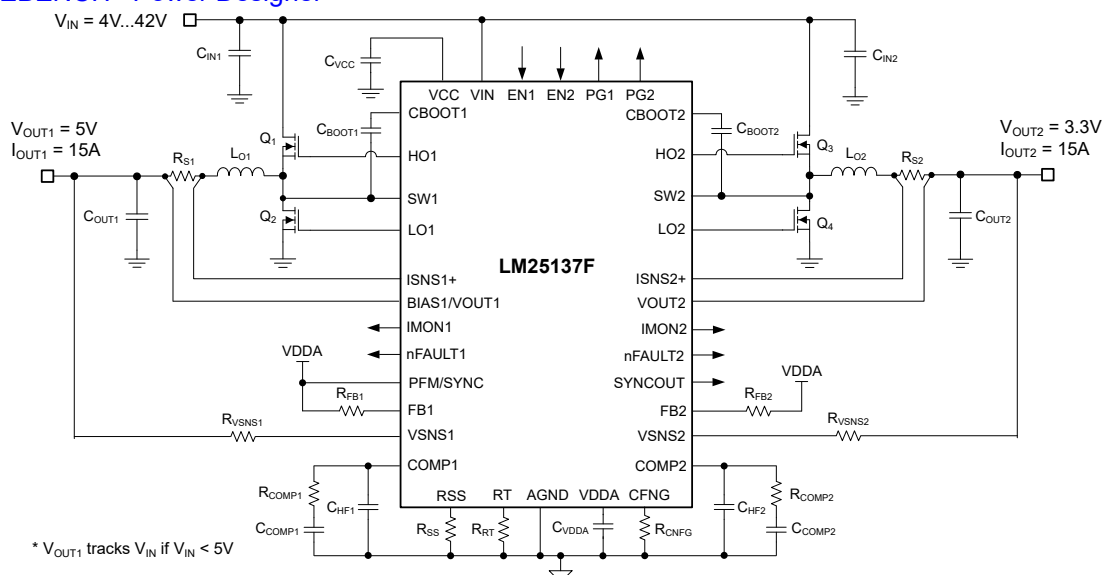 V_IN = 4V...42V
C_IN1
C_VCC
C_IN2
VCC VIN EN1 EN2 PG1 PG2
CBOOT1
CBOOT2
C_BOOT1
C_BOOT2
V_OUT1 = 5V
I_OUT1 = 15A
V_OUT2 = 3.3V
I_OUT2 = 15A
R_S1
L_O1
Q_1
HO1
HO2
Q_3
L_O2
R_S2
SW1
SW2
C_OUT1
Q_2
LO1
LO2
Q_4
C_OUT2
LM25137F
ISNS1+
ISNS2+
BIAS1/VOUT1
VOUT2
IMON1
IMON2
VDDA
nFAULT1
nFAULT2
VDDA
PFM/SYNC
SYNCOUT
R_FB1
FB1
FB2
R_FB2
R_VSNS1
VSNS1
VSNS2
R_VSNS2
COMP1
COMP2
R_COMP1
C_HF1
RSS RT AGND VDDA CFNG
C_HF2
R_COMP2
C_COMP1
R_SS
R_RT
C_VDDA
R_CNFG
C_COMP2
* V_OUT1 tracks V_IN if V_IN < 5V